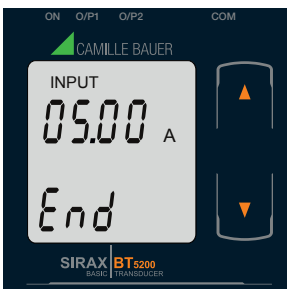 ON O/P1 O/P2 COM
CAMILLE BAUER
INPUT
05.00 A
End
SIRAX BT5200
BASIC TRANSDUCER